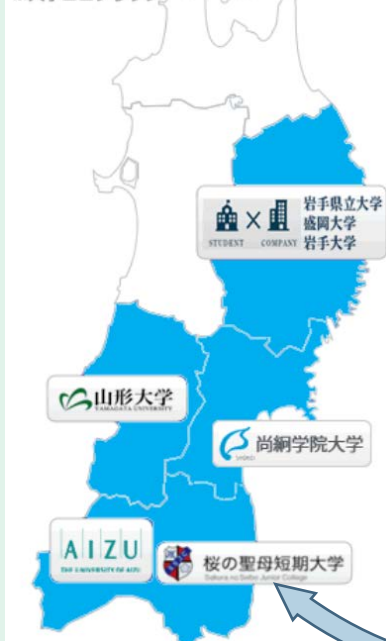 岩手県立大学
盛岡大学
岩手大学
STUDENT × COMPANY
山形大学
YAMAGATA UNIVERSITY
尚絅学院大学
AIZU
THE UNIVERSITY OF AIZU
桜の聖母短期大学
Sakura no Seibo Junior College